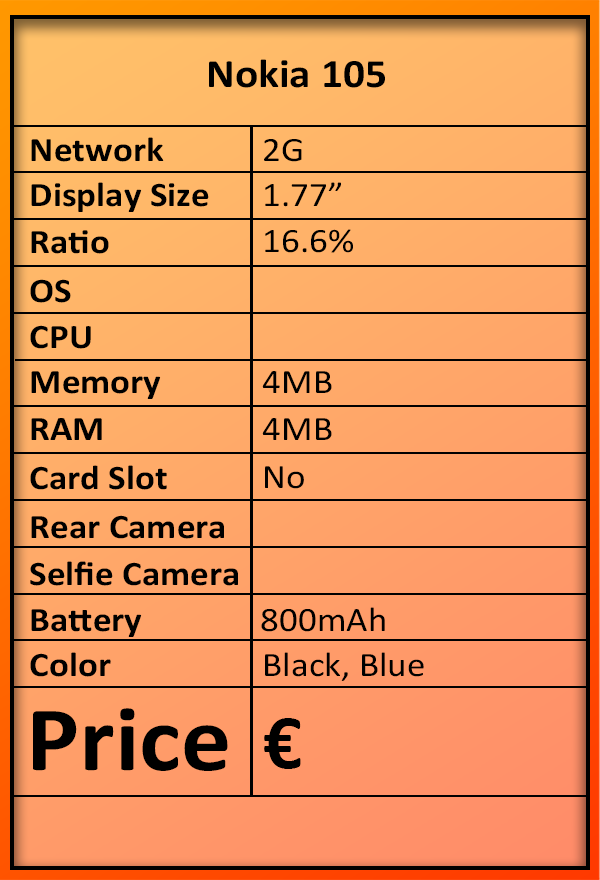 Nokia 105
Network 2G
Display Size 1.77”
Ratio 16.6%
OS
CPU
Memory 4MB
RAM 4MB
Card Slot No
Rear Camera
Selfie Camera
Battery 800mAh
Color Black, Blue
Price €